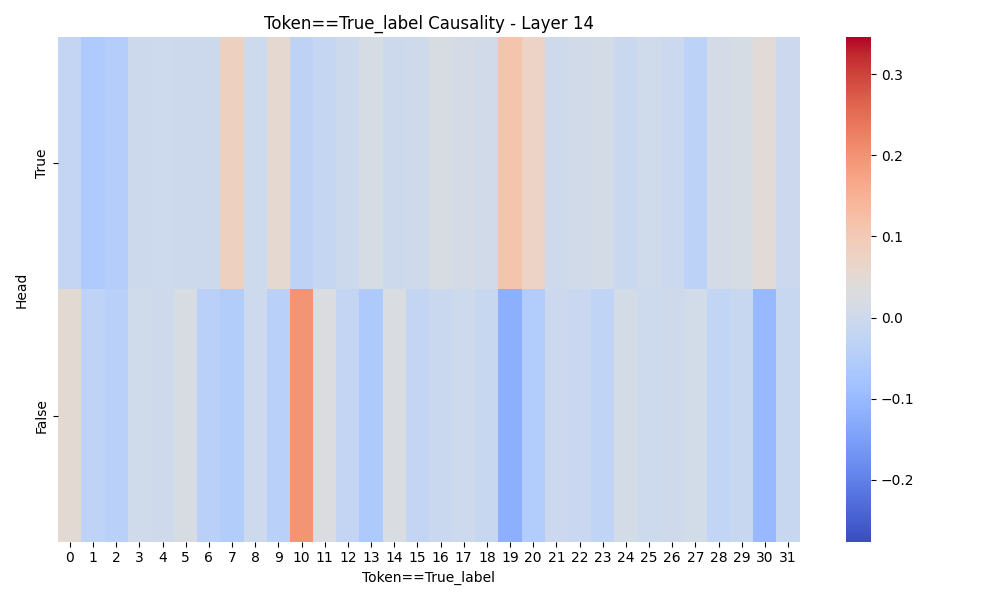 Token==True_label Causality - Layer 14
True
False
Head
0 1 2 3 4 5 6 7 8 9 10 11 12 13 14 15 16 17 18 19 20 21 22 23 24 25 26 27 28 29 30 31
Token==True_label
0.3
0.2
0.1
0.0
−0.1
−0.2